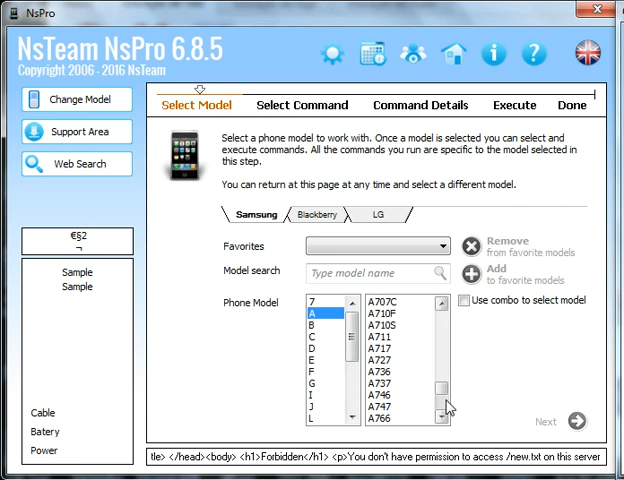 NsPro
NsTeam NsPro 6.8.5
Copyright 2006 - 2016 NsTeam
Change Model
Support Area
Web Search
€§2
¬
Sample
Sample
Cable
Batery
Power
Select Model
Select Command
Command Details
Execute
Done
Select a phone model to work with. Once a model is selected you can select and
execute commands. All the commands you run are specific to the model selected in
this step.
You can return at this page at any time and select a different model.
Samsung
Blackberry
LG
Favorites
Remove
from favorite models
Model search
Type model name
Add
to favorite models
Phone Model
Use combo to select model
7
A
B
C
D
E
F
G
I
J
L
A707C
A710F
A710S
A711
A717
A727
A736
A737
A746
A747
A766
Next
tle> </head><body> <h1>Forbidden</h1> <p>You don't have permission to access /new.txt on this server